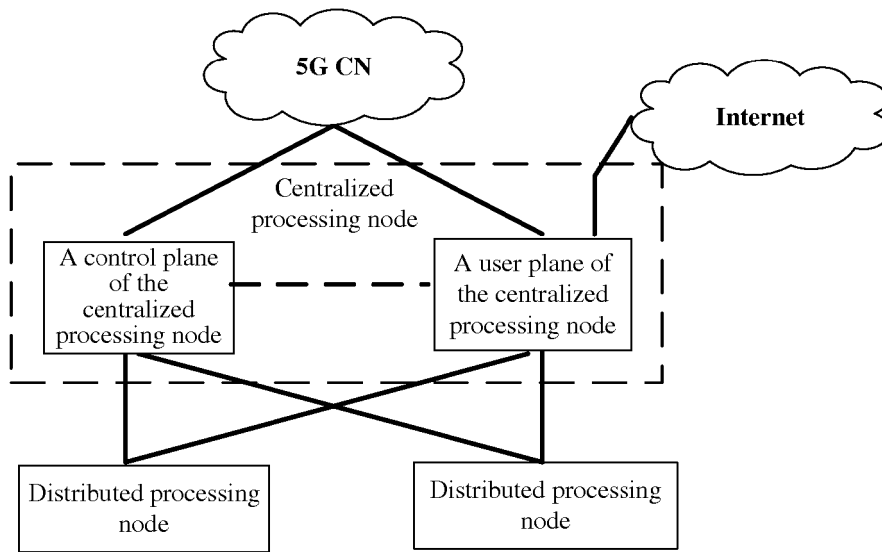 5G CN
Internet
Centralized
processing node
A control plane
of the
centralized
processing node
A user plane of
the centralized
processing node
Distributed processing
node
Distributed processing
node